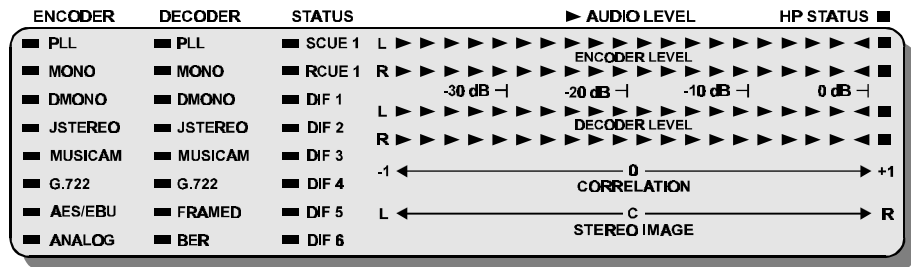 ENCODER DECODER STATUS AUDIO LEVEL HP STATUS
PLL PLL SCUE 1 L
ENCODER LEVEL
MONO MONO RCUE 1 R
DMONO DMONO DIF 1 -30 dB -20 dB -10 dB 0 dB
L
JSTEREO JSTEREO DIF 2 DECODER LEVEL
R
MUSICAM MUSICAM DIF 3 -1 0 +1
G.722 G.722 DIF 4 CORRELATION
AES/EBU FRAMED DIF 5 L C R
STEREO IMAGE
ANALOG BER DIF 6